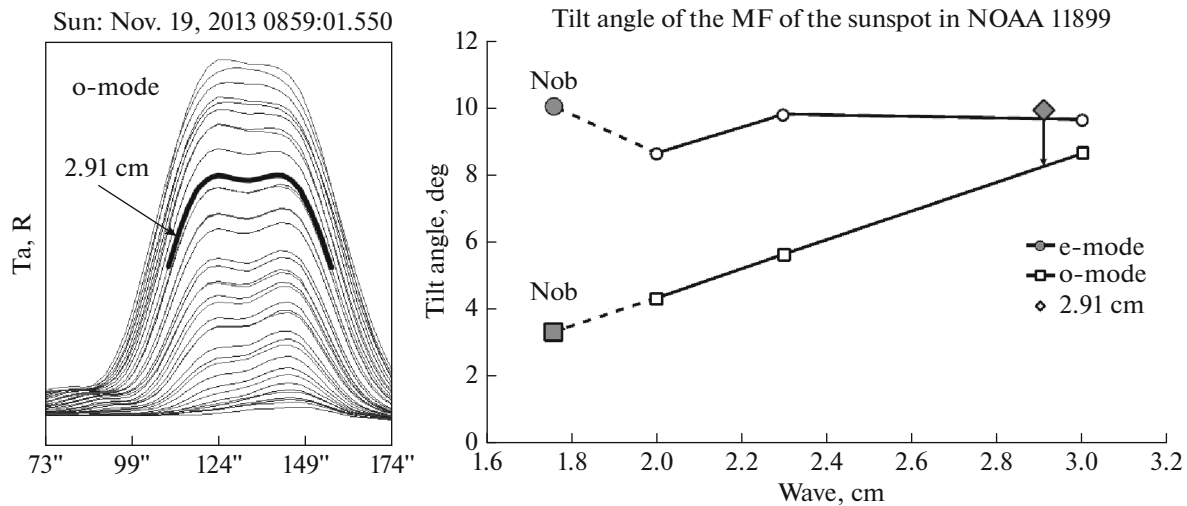 Sun: Nov. 19, 2013 0859:01.550
o-mode
2.91 cm
Ta, R
73" 99" 124" 149" 174"
Tilt angle of the MF of the sunspot in NOAA 11899
12
10
8
6
4
2
0
Tilt angle, deg
Nob
Nob
e-mode
o-mode
2.91 cm
1.6 1.8 2.0 2.2 2.4 2.6 2.8 3.0 3.2
Wave, cm